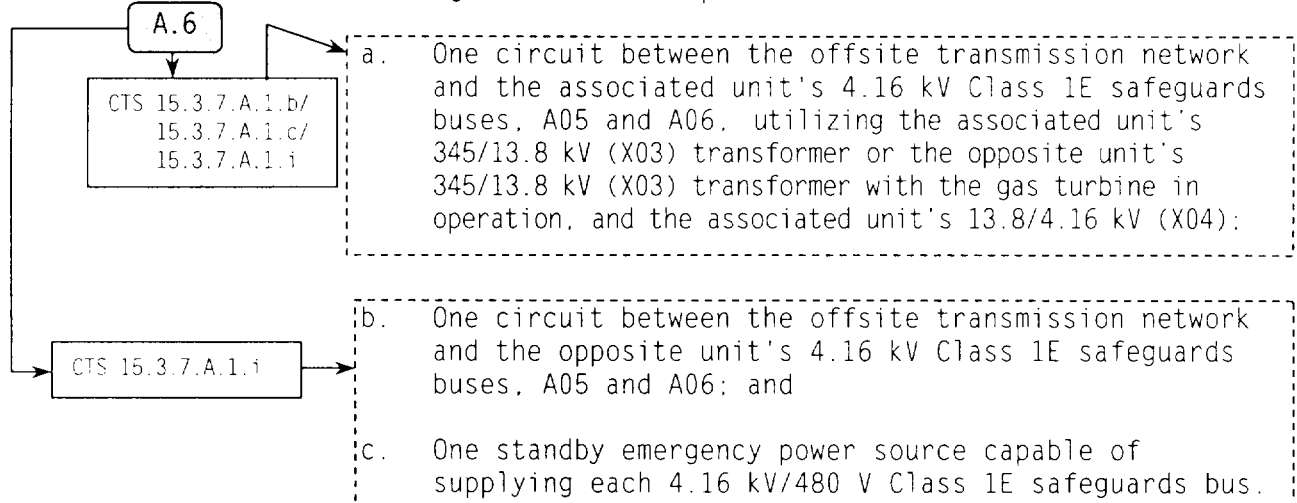 A.6
CTS 15.3.7.A.1.b/
15.3.7.A.1.c/
15.3.7.A.1.i
a. One circuit between the offsite transmission network
and the associated unit's 4.16 kV Class 1E safeguards
buses, A05 and A06, utilizing the associated unit's
345/13.8 kV (X03) transformer or the opposite unit's
345/13.8 kV (X03) transformer with the gas turbine in
operation, and the associated unit's 13.8/4.16 kV (X04);
CTS 15.3.7.A.1.i
b. One circuit between the offsite transmission network
and the opposite unit's 4.16 kV Class 1E safeguards
buses, A05 and A06; and
c. One standby emergency power source capable of
supplying each 4.16 kV/480 V Class 1E safeguards bus.